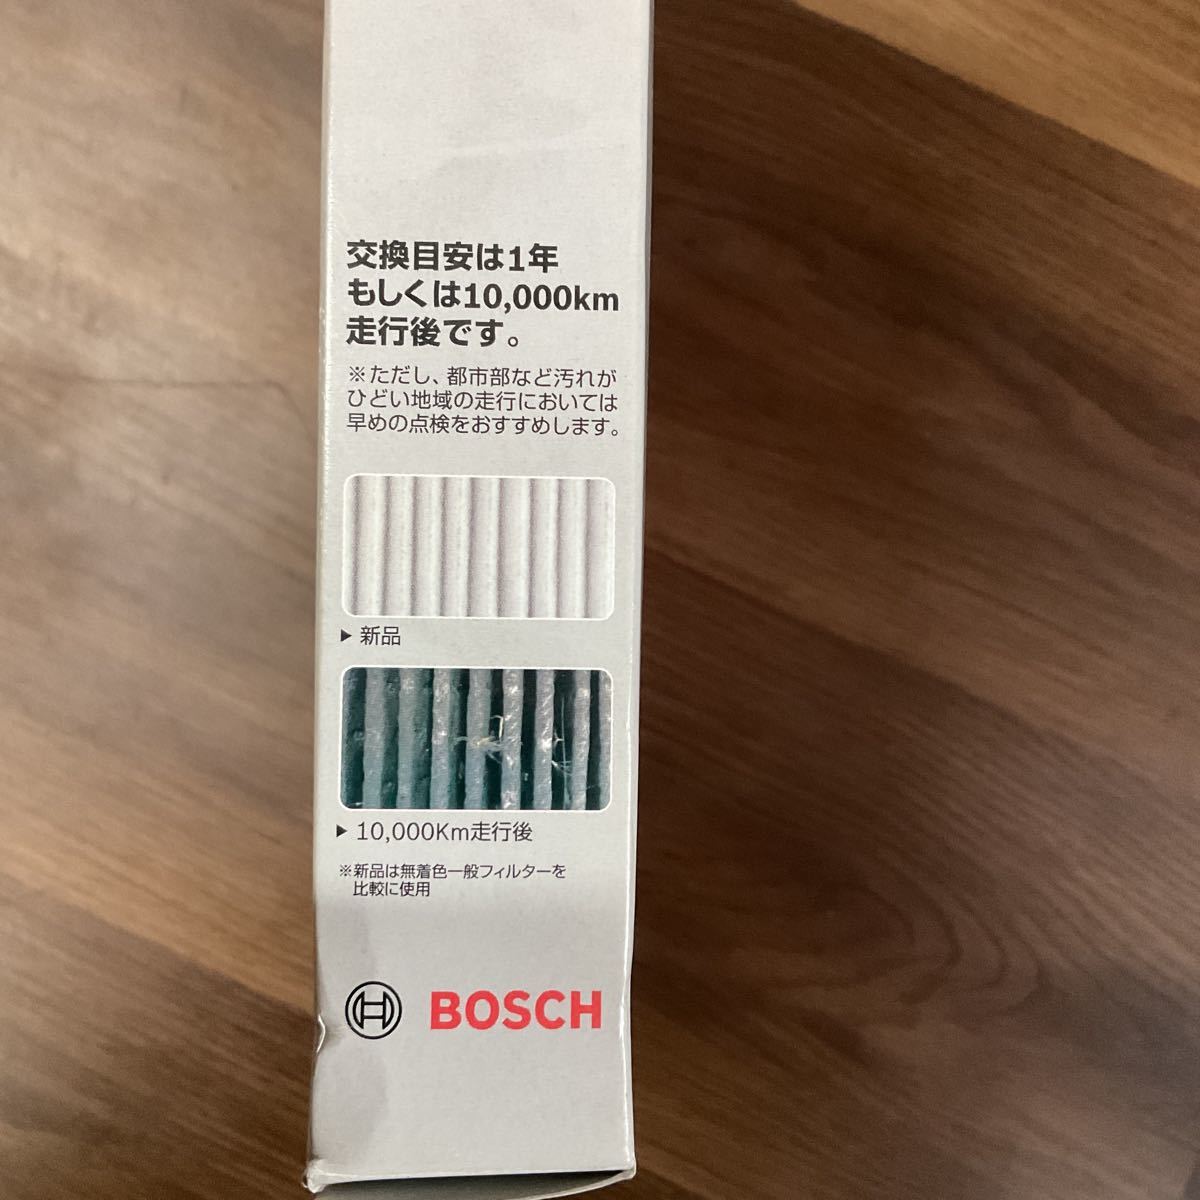 交換目安は1年
もしくは10,000km
走行後です。
※ただし、都市部など汚れが
ひどい地域の走行においては
早めの点検をおすすめします。
▶ 新品
▶ 10,000Km走行後
※新品は無着色一般フィルターを
比較に使用
BOSCH